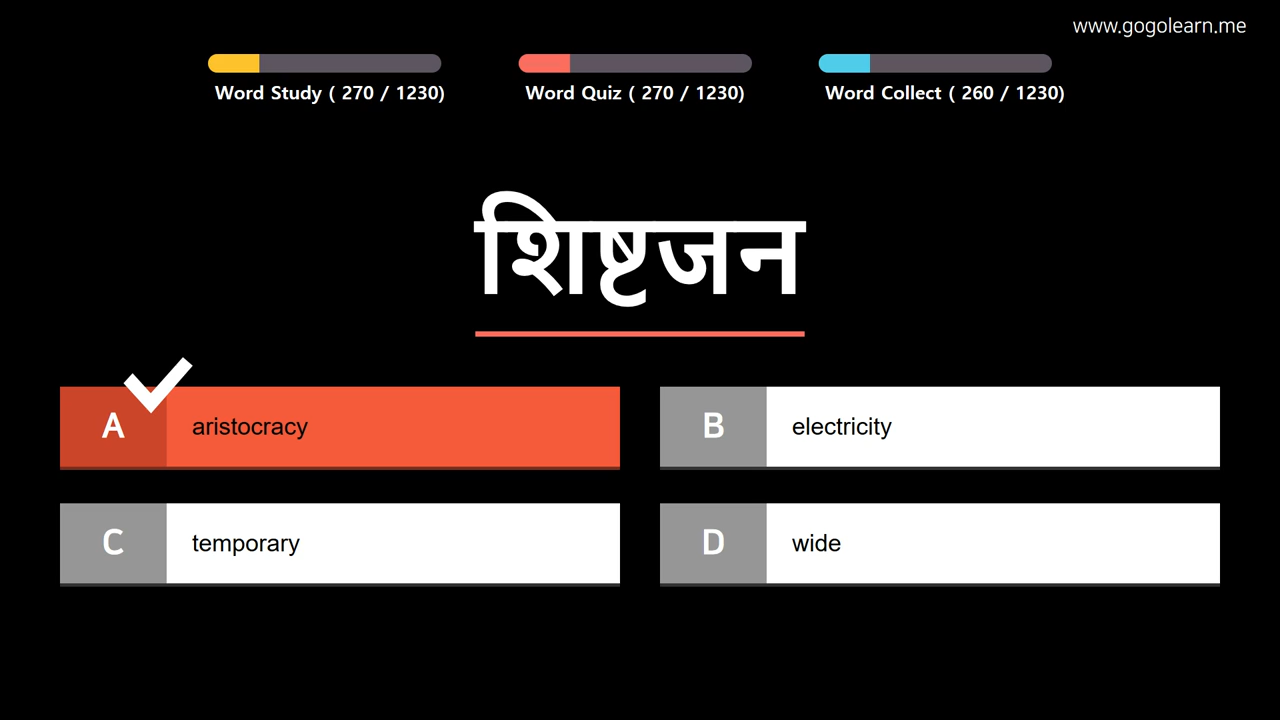 www.gogolearn.me
Word Study ( 270 / 1230)
Word Quiz ( 270 / 1230)
Word Collect ( 260 / 1230)
शिष्टजन
A aristocracy
B electricity
C temporary
D wide